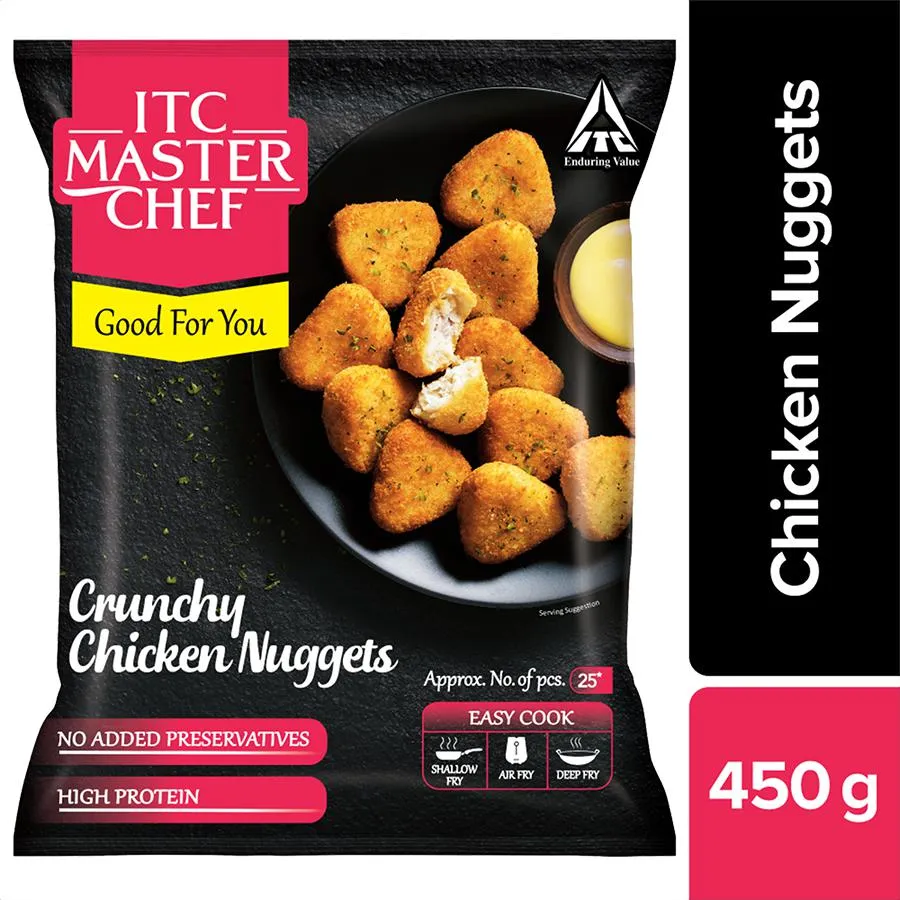 ITC
MASTER
CHEF
Good For You
ITC
Enduring Value
Serving Suggestion
Crunchy
Chicken Nuggets
Approx. No. of pcs. 25*
EASY COOK
SHALLOW
FRY
AIR FRY
DEEP FRY
NO ADDED PRESERVATIVES
HIGH PROTEIN
Chicken Nuggets
450 g